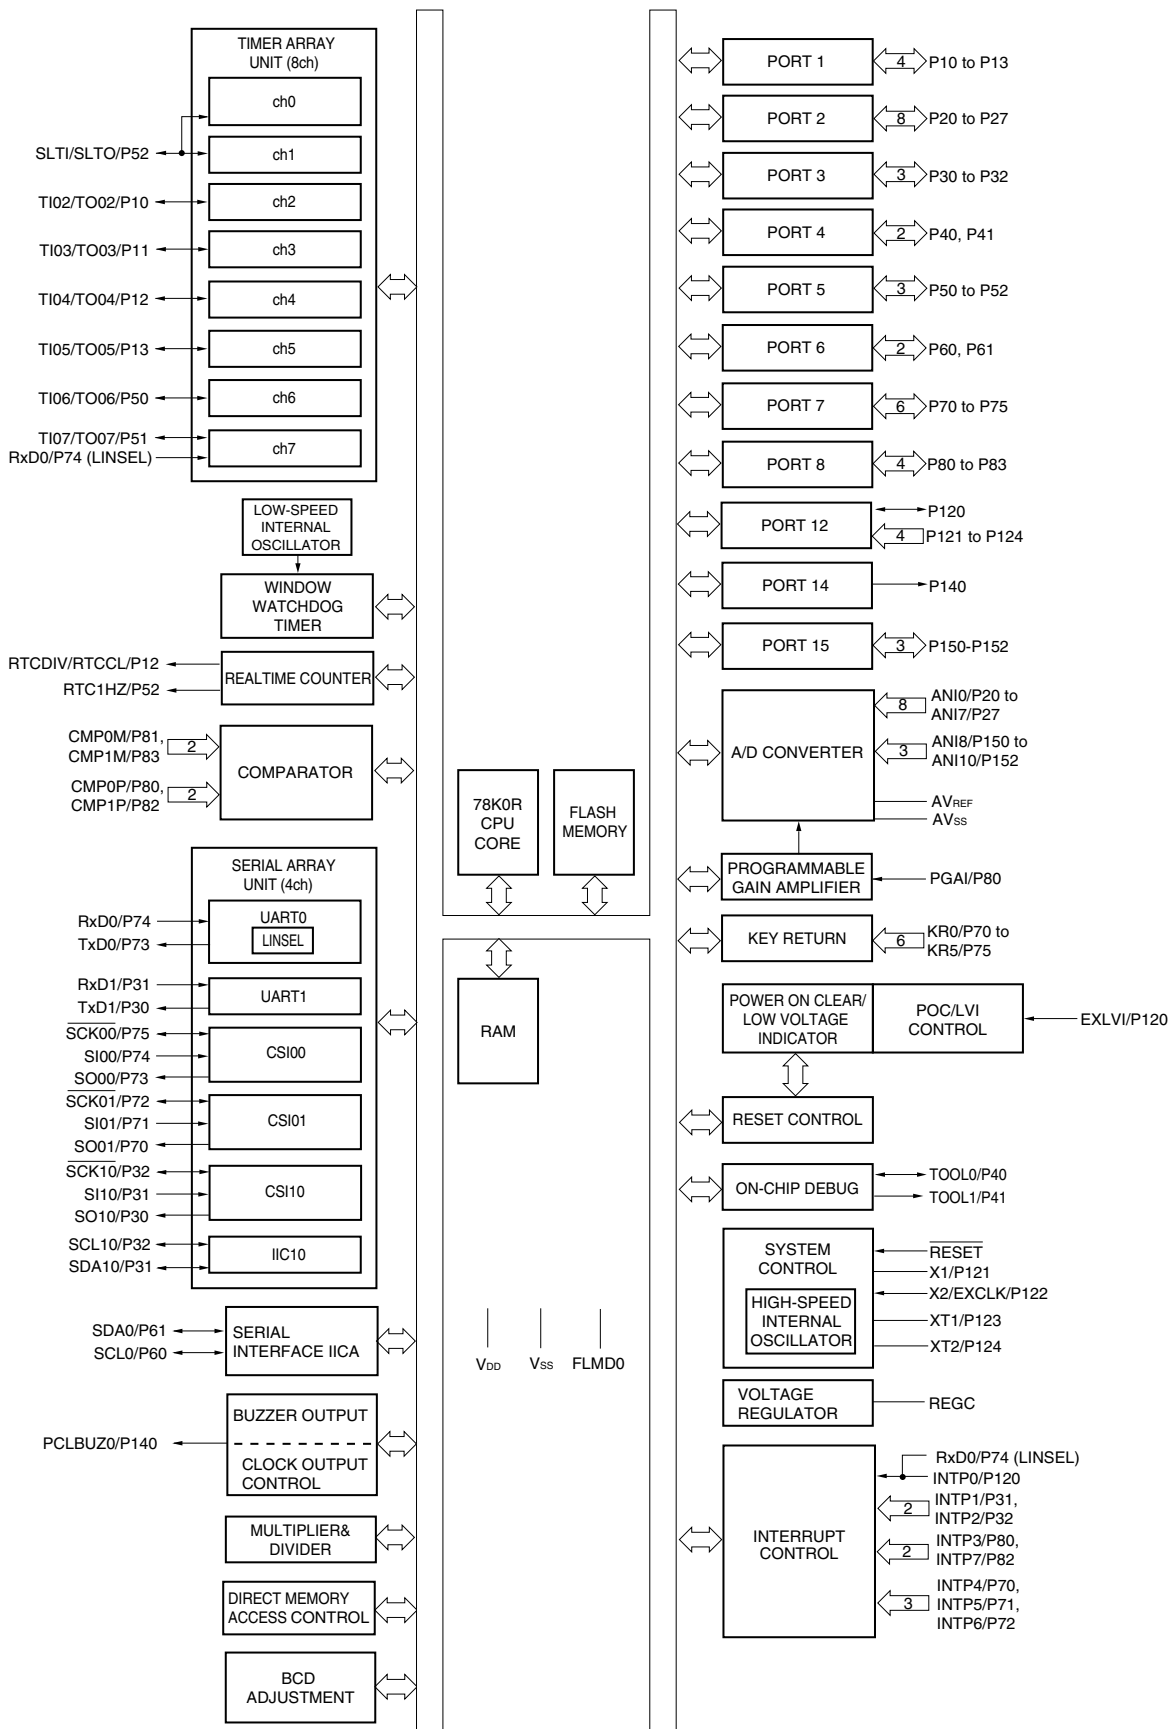 TIMER ARRAY
UNIT (8ch)
ch0
SLTI/SLTO/P52
ch1
TI02/TO02/P10
ch2
TI03/TO03/P11
ch3
TI04/TO04/P12
ch4
TI05/TO05/P13
ch5
TI06/TO06/P50
ch6
TI07/TO07/P51
RxD0/P74 (LINSEL)
ch7
LOW-SPEED
INTERNAL
OSCILLATOR
WINDOW
WATCHDOG
TIMER
RTCDIV/RTCCL/P12
RTC1HZ/P52
REALTIME COUNTER
CMP0M/P81,
CMP1M/P83
2
CMP0P/P80,
CMP1P/P82
2
COMPARATOR
SERIAL ARRAY
UNIT (4ch)
RxD0/P74
TxD0/P73
UART0
LINSEL
RxD1/P31
TxD1/P30
UART1
SCK00/P75
SI00/P74
SO00/P73
CSI00
SCK01/P72
SI01/P71
SO01/P70
CSI01
SCK10/P32
SI10/P31
SO10/P30
CSI10
SCL10/P32
SDA10/P31
IIC10
SDA0/P61
SCL0/P60
SERIAL
INTERFACE IICA
PCLBUZ0/P140
BUZZER OUTPUT
CLOCK OUTPUT
CONTROL
MULTIPLIER&
DIVIDER
DIRECT MEMORY
ACCESS CONTROL
BCD
ADJUSTMENT
78K0R
CPU
CORE
FLASH
MEMORY
RAM
VDD
VSS
FLMD0
PORT 1
4
P10 to P13
PORT 2
8
P20 to P27
PORT 3
3
P30 to P32
PORT 4
2
P40, P41
PORT 5
3
P50 to P52
PORT 6
2
P60, P61
PORT 7
6
P70 to P75
PORT 8
4
P80 to P83
PORT 12
P120
4
P121 to P124
PORT 14
P140
PORT 15
3
P150-P152
A/D CONVERTER
8
ANI0/P20 to
ANI7/P27
3
ANI8/P150 to
ANI10/P152
AVREF
AVSS
PROGRAMMABLE
GAIN AMPLIFIER
PGAI/P80
KEY RETURN
6
KR0/P70 to
KR5/P75
POWER ON CLEAR/
LOW VOLTAGE
INDICATOR
POC/LVI
CONTROL
EXLVI/P120
RESET CONTROL
ON-CHIP DEBUG
TOOL0/P40
TOOL1/P41
SYSTEM
CONTROL
HIGH-SPEED
INTERNAL
OSCILLATOR
RESET
X1/P121
X2/EXCLK/P122
XT1/P123
XT2/P124
VOLTAGE
REGULATOR
REGC
INTERRUPT
CONTROL
RxD0/P74 (LINSEL)
INTP0/P120
2
INTP1/P31,
INTP2/P32
2
INTP3/P80,
INTP7/P82
3
INTP4/P70,
INTP5/P71,
INTP6/P72